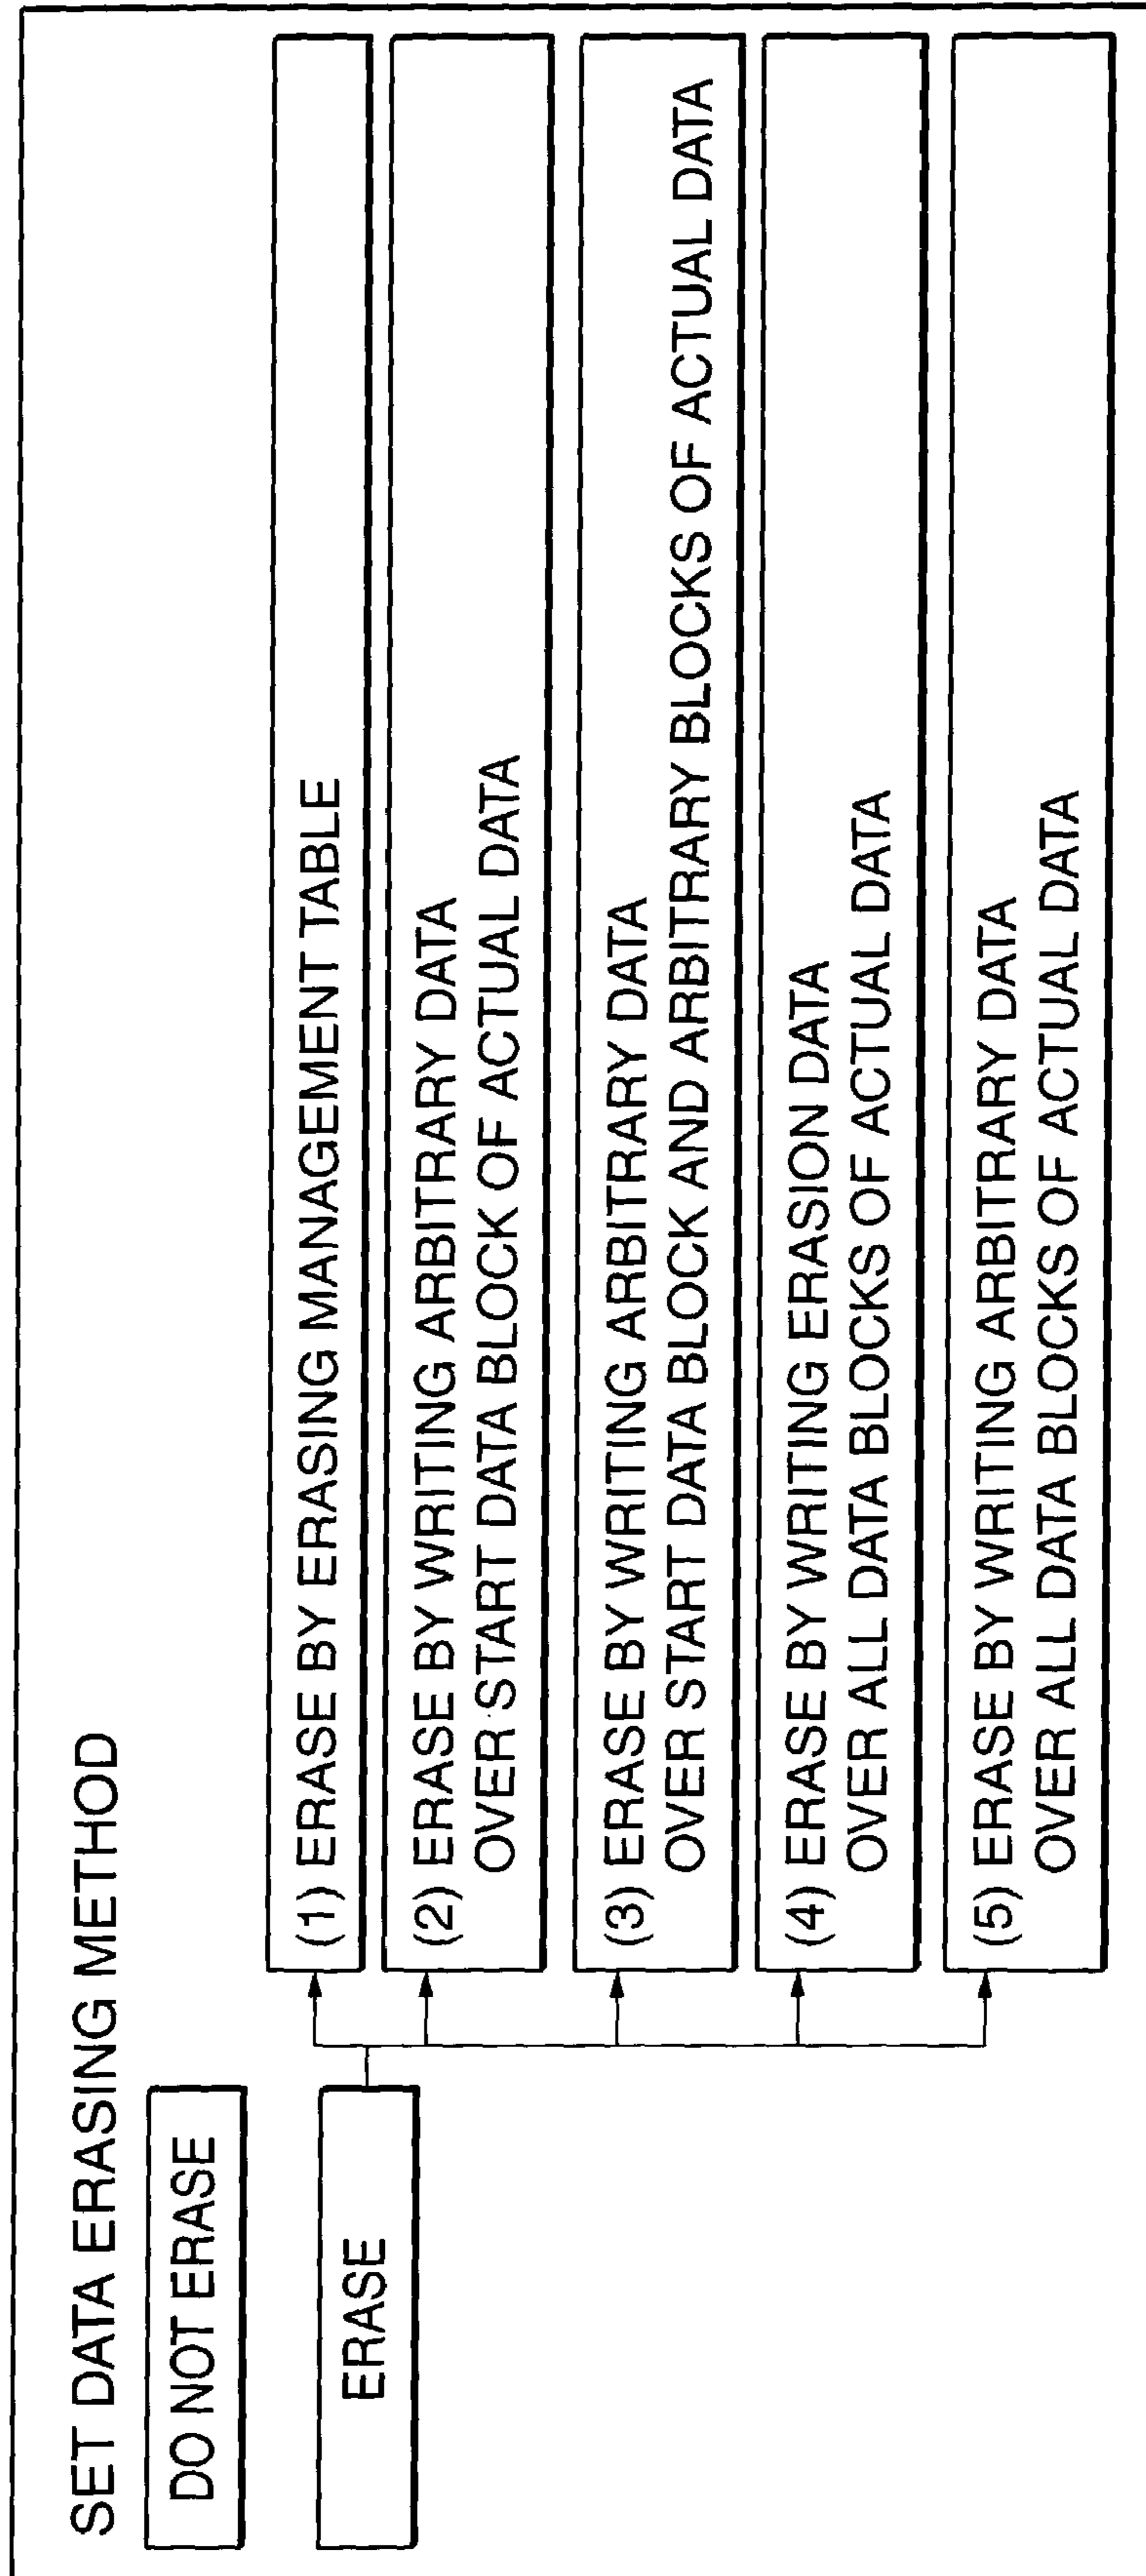 SET DATA ERASING METHOD
DO NOT ERASE
ERASE
(1) ERASE BY ERASING MANAGEMENT TABLE
(2) ERASE BY WRITING ARBITRARY DATA
OVER START DATA BLOCK OF ACTUAL DATA
(3) ERASE BY WRITING ARBITRARY DATA
OVER START DATA BLOCK AND ARBITRARY BLOCKS OF ACTUAL DATA
(4) ERASE BY WRITING ERASION DATA
OVER ALL DATA BLOCKS OF ACTUAL DATA
(5) ERASE BY WRITING ARBITRARY DATA
OVER ALL DATA BLOCKS OF ACTUAL DATA